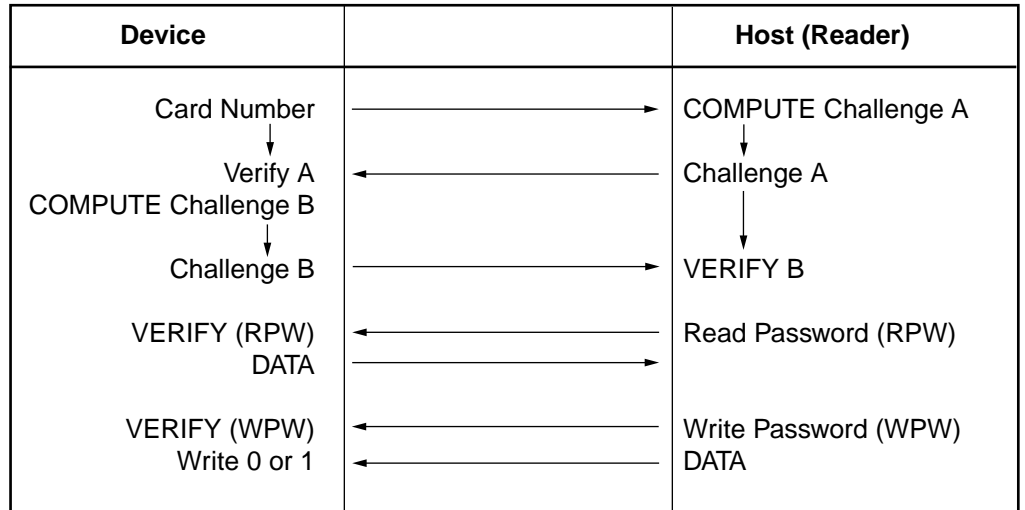 Device Host (Reader)
Card Number COMPUTE Challenge A
Verify A Challenge A
COMPUTE Challenge B
Challenge B VERIFY B
VERIFY (RPW) Read Password (RPW)
DATA
VERIFY (WPW) Write Password (WPW)
Write 0 or 1 DATA